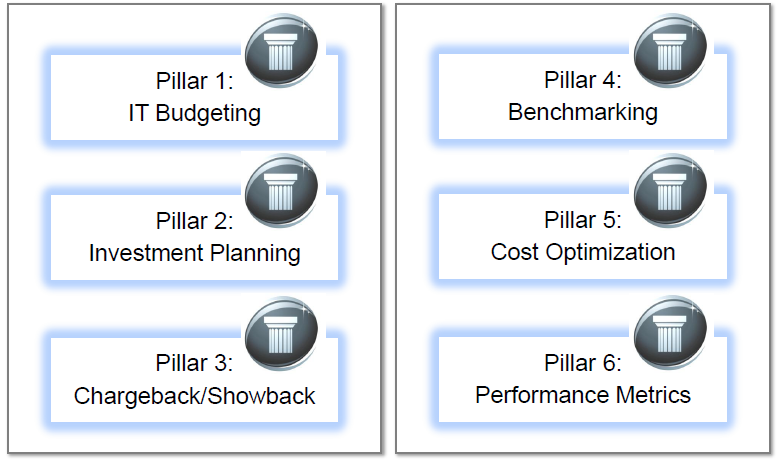 Pillar 1:
IT Budgeting
Pillar 2:
Investment Planning
Pillar 3:
Chargeback/Showback
Pillar 4:
Benchmarking
Pillar 5:
Cost Optimization
Pillar 6:
Performance Metrics